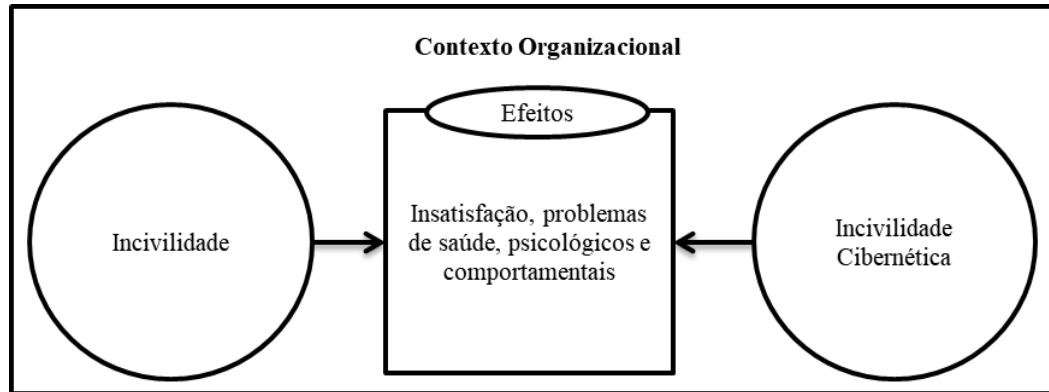 Contexto Organizacional
Efeitos
Incivilidade
Insatisfação, problemas
de saúde, psicológicos e
comportamentais
Incivilidade
Cibernética